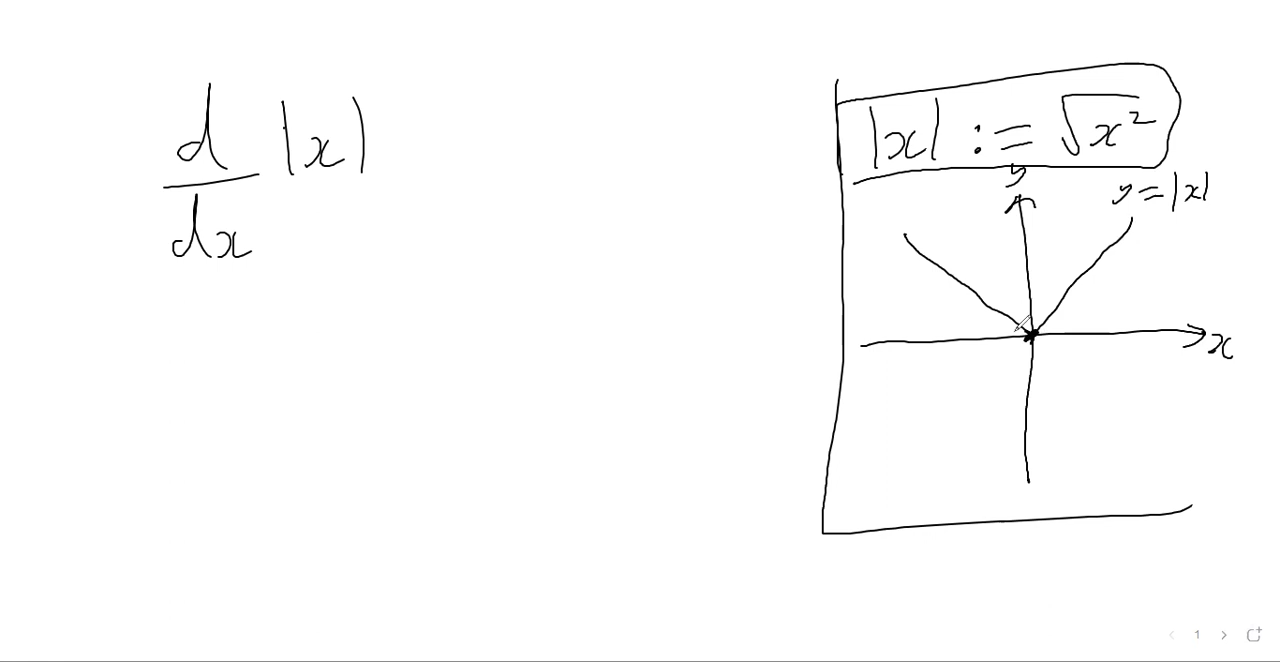 d/dx |x|
|x| := √x²
y
y = |x|
x
1